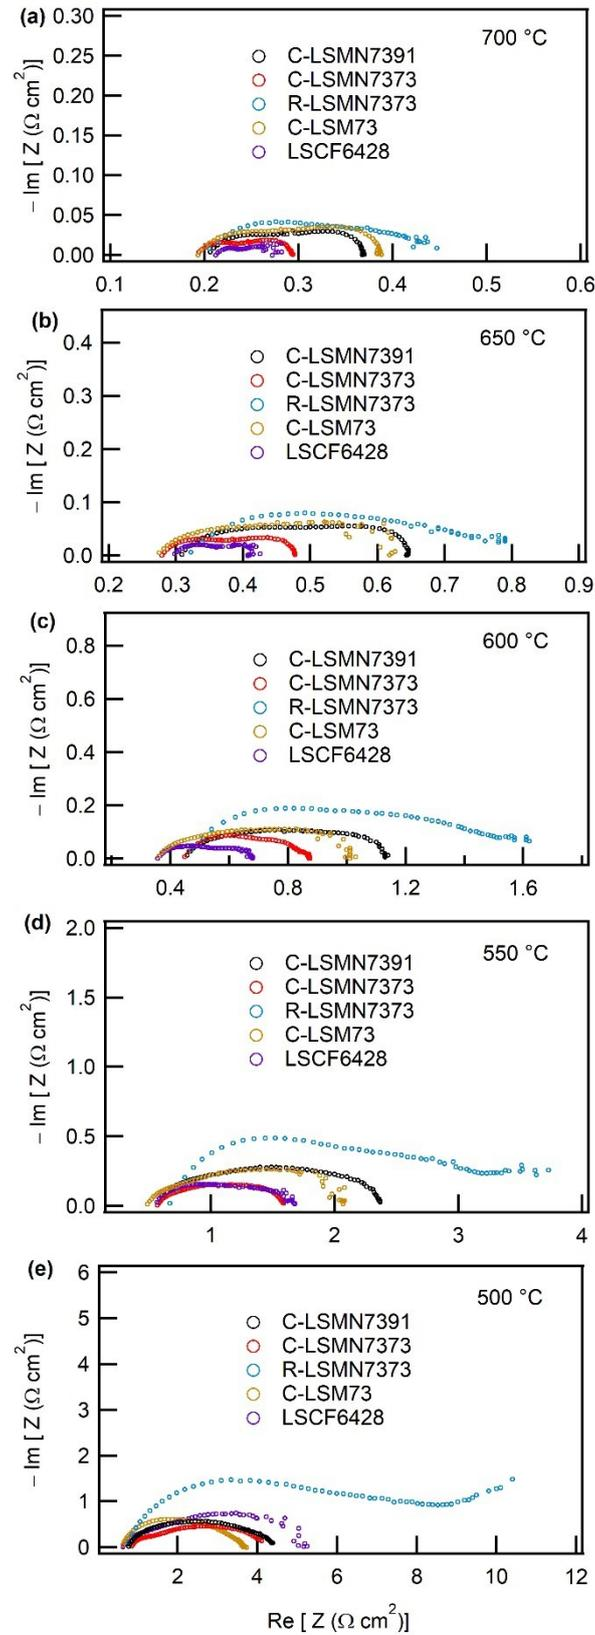 (a)
700 °C
0.30
0.25
0.20
0.15
0.10
0.05
0.00
− Im [ Z (Ω cm²)]
C-LSMN7391
C-LSMN7373
R-LSMN7373
C-LSM73
LSCF6428
0.1 0.2 0.3 0.4 0.5 0.6
(b)
650 °C
0.4
0.3
0.2
0.1
0.0
− Im [ Z (Ω cm²)]
C-LSMN7391
C-LSMN7373
R-LSMN7373
C-LSM73
LSCF6428
0.2 0.3 0.4 0.5 0.6 0.7 0.8 0.9
(c)
600 °C
0.8
0.6
0.4
0.2
0.0
− Im [ Z (Ω cm²)]
C-LSMN7391
C-LSMN7373
R-LSMN7373
C-LSM73
LSCF6428
0.4 0.8 1.2 1.6
(d)
550 °C
2.0
1.5
1.0
0.5
0.0
− Im [ Z (Ω cm²)]
C-LSMN7391
C-LSMN7373
R-LSMN7373
C-LSM73
LSCF6428
1 2 3 4
(e)
500 °C
6
5
4
3
2
1
0
− Im [ Z (Ω cm²)]
C-LSMN7391
C-LSMN7373
R-LSMN7373
C-LSM73
LSCF6428
2 4 6 8 10 12
Re [ Z (Ω cm²)]